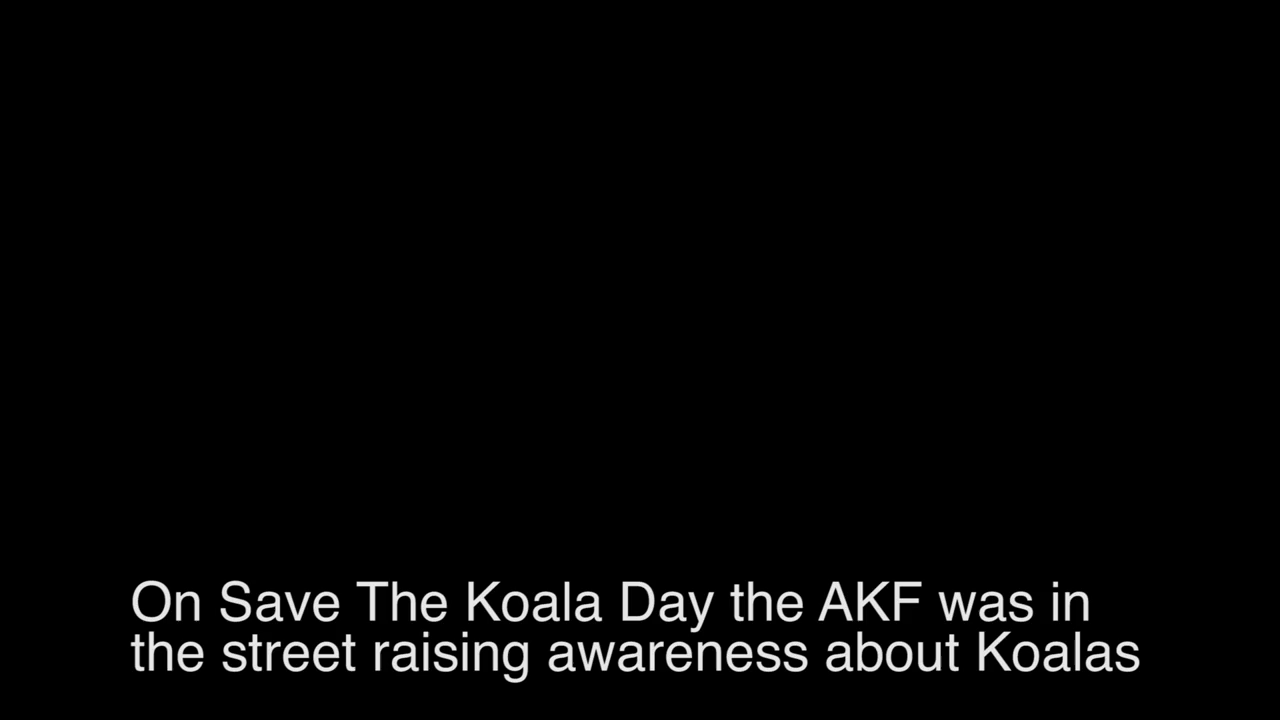 On Save The Koala Day the AKF was in
the street raising awareness about Koalas